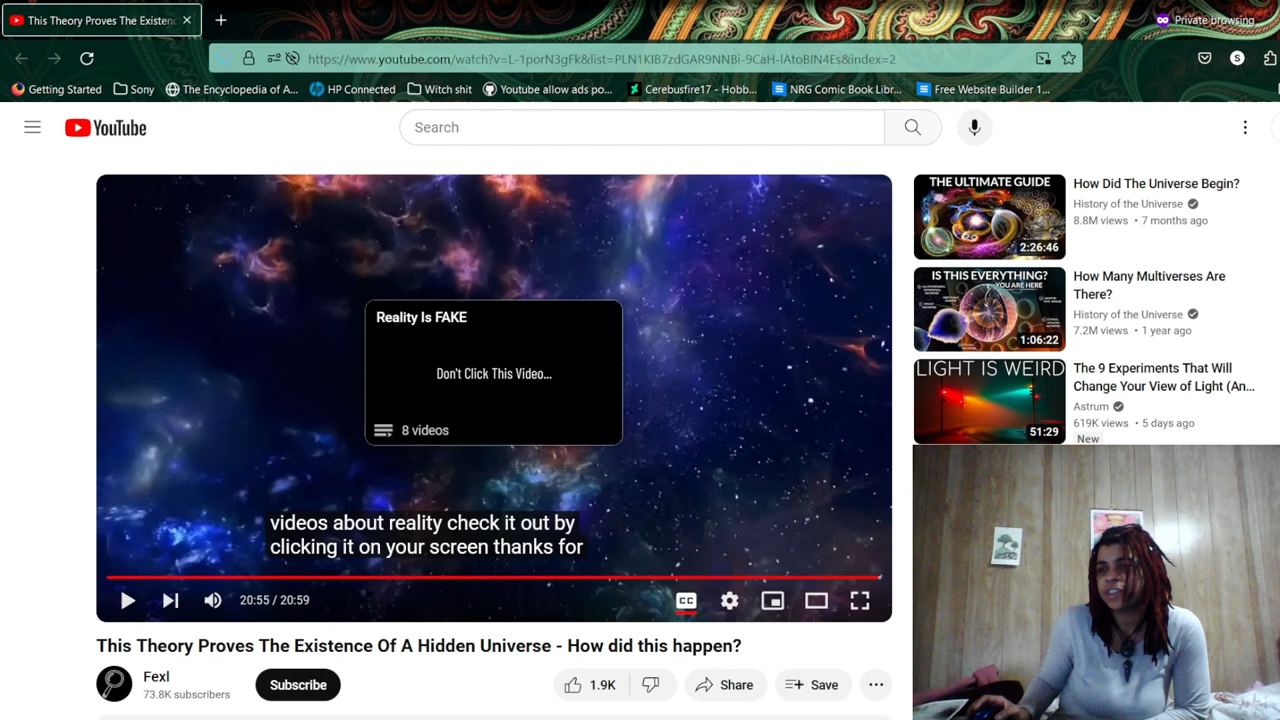 This Theory Proves The Existenc
Private browsing
https://www.youtube.com/watch?v=L-1porN3gFk&list=PLN1KIB7zdGAR9NNBi-9CaH-IAtoBIN4Es&index=2
S
Getting Started
Sony
The Encyclopedia of A...
HP Connected
Witch shit
Youtube allow ads po...
Cerebusfire17 - Hobb...
NRG Comic Book Libr...
Free Website Builder 1...
YouTube
Search
Reality Is FAKE
Don't Click This Video...
8 videos
videos about reality check it out by
clicking it on your screen thanks for
20:55 / 20:59
CC
This Theory Proves The Existence Of A Hidden Universe - How did this happen?
Fexl
73.8K subscribers
Subscribe
1.9K
Share
Save
THE ULTIMATE GUIDE
2:26:46
How Did The Universe Begin?
History of the Universe
8.8M views • 7 months ago
IS THIS EVERYTHING?
YOU ARE HERE
1:06:22
How Many Multiverses Are
There?
History of the Universe
7.2M views • 1 year ago
LIGHT IS WEIRD
51:29
The 9 Experiments That Will
Change Your View of Light (An...
Astrum
619K views • 5 days ago
New